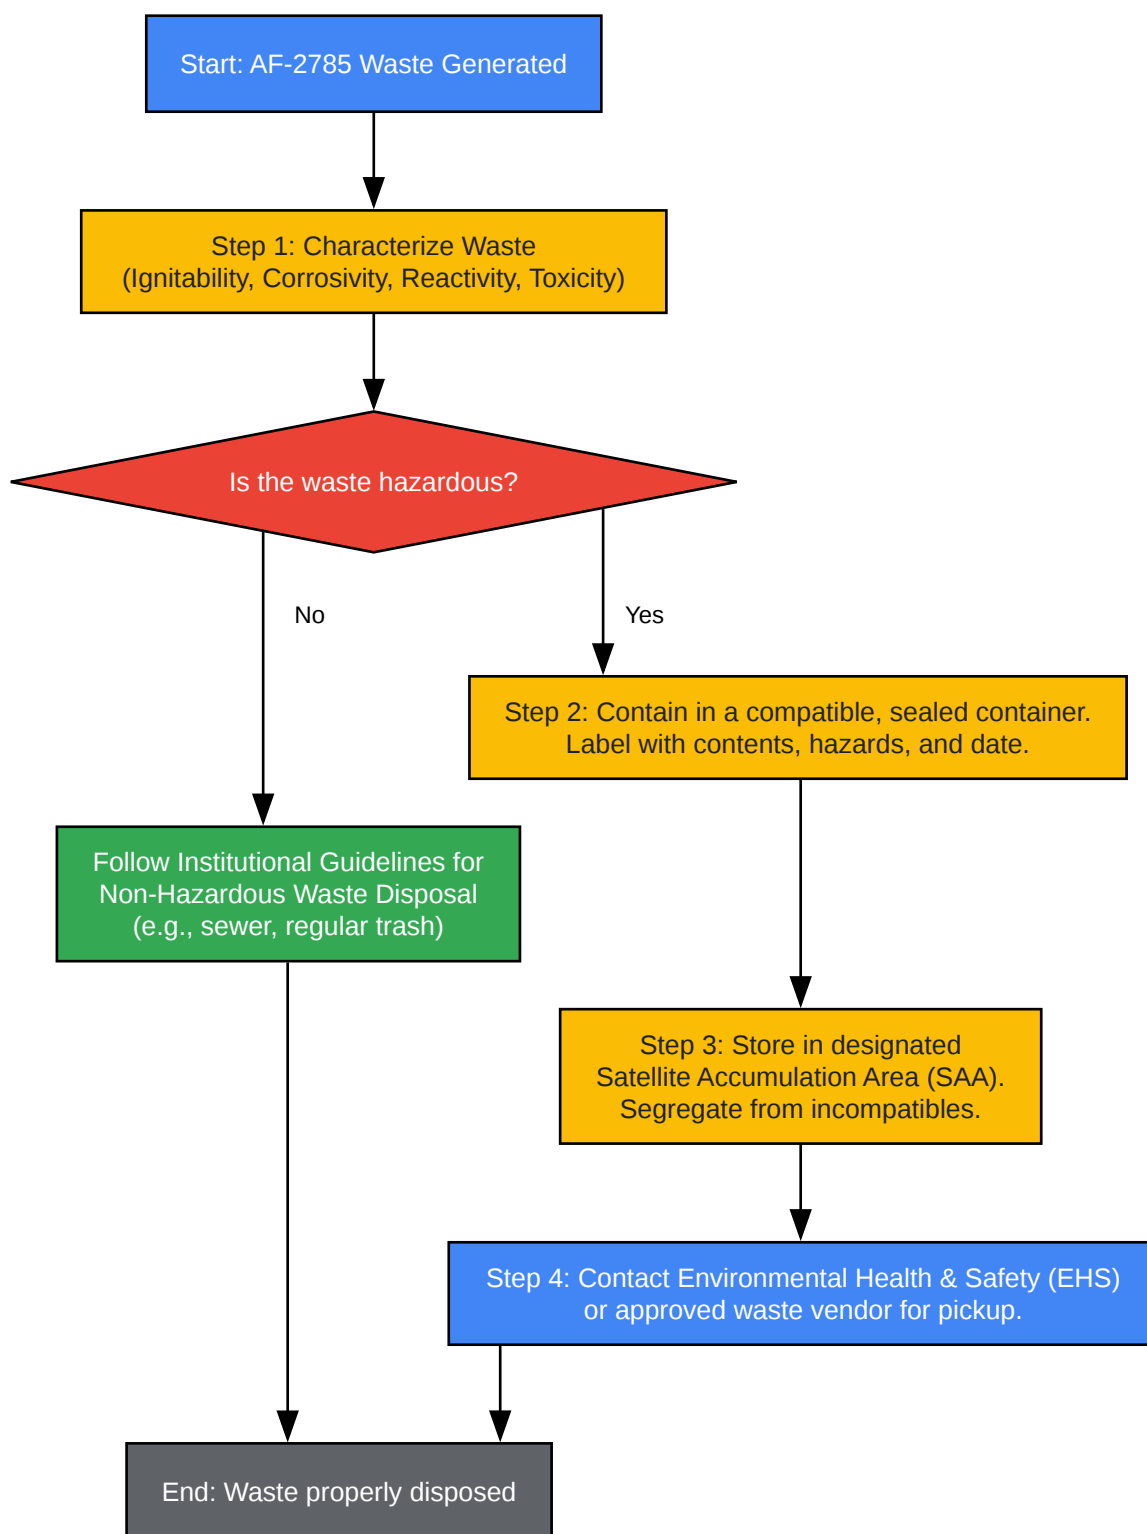 Start: AF-2785 Waste Generated
Step 1: Characterize Waste
(Ignitability, Corrosivity, Reactivity, Toxicity)
Is the waste hazardous?
No
Yes
Step 2: Contain in a compatible, sealed container.
Label with contents, hazards, and date.
Follow Institutional Guidelines for
Non-Hazardous Waste Disposal
(e.g., sewer, regular trash)
Step 3: Store in designated
Satellite Accumulation Area (SAA).
Segregate from incompatibles.
Step 4: Contact Environmental Health & Safety (EHS)
or approved waste vendor for pickup.
End: Waste properly disposed